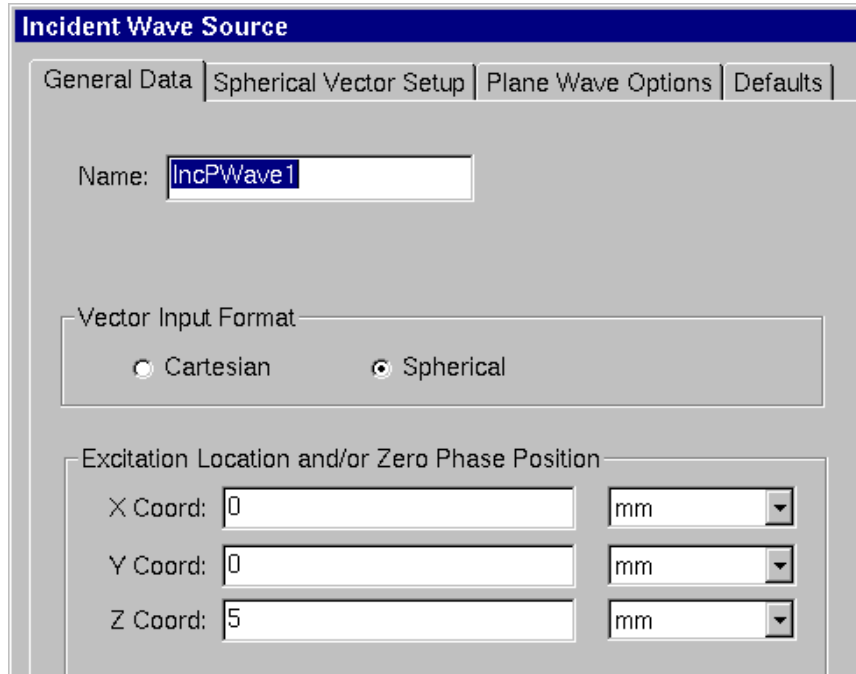 Incident Wave Source
General Data Spherical Vector Setup Plane Wave Options Defaults
Name: IncPWave1
Vector Input Format
Cartesian Spherical
Excitation Location and/or Zero Phase Position
X Coord: 0 mm
Y Coord: 0 mm
Z Coord: 5 mm